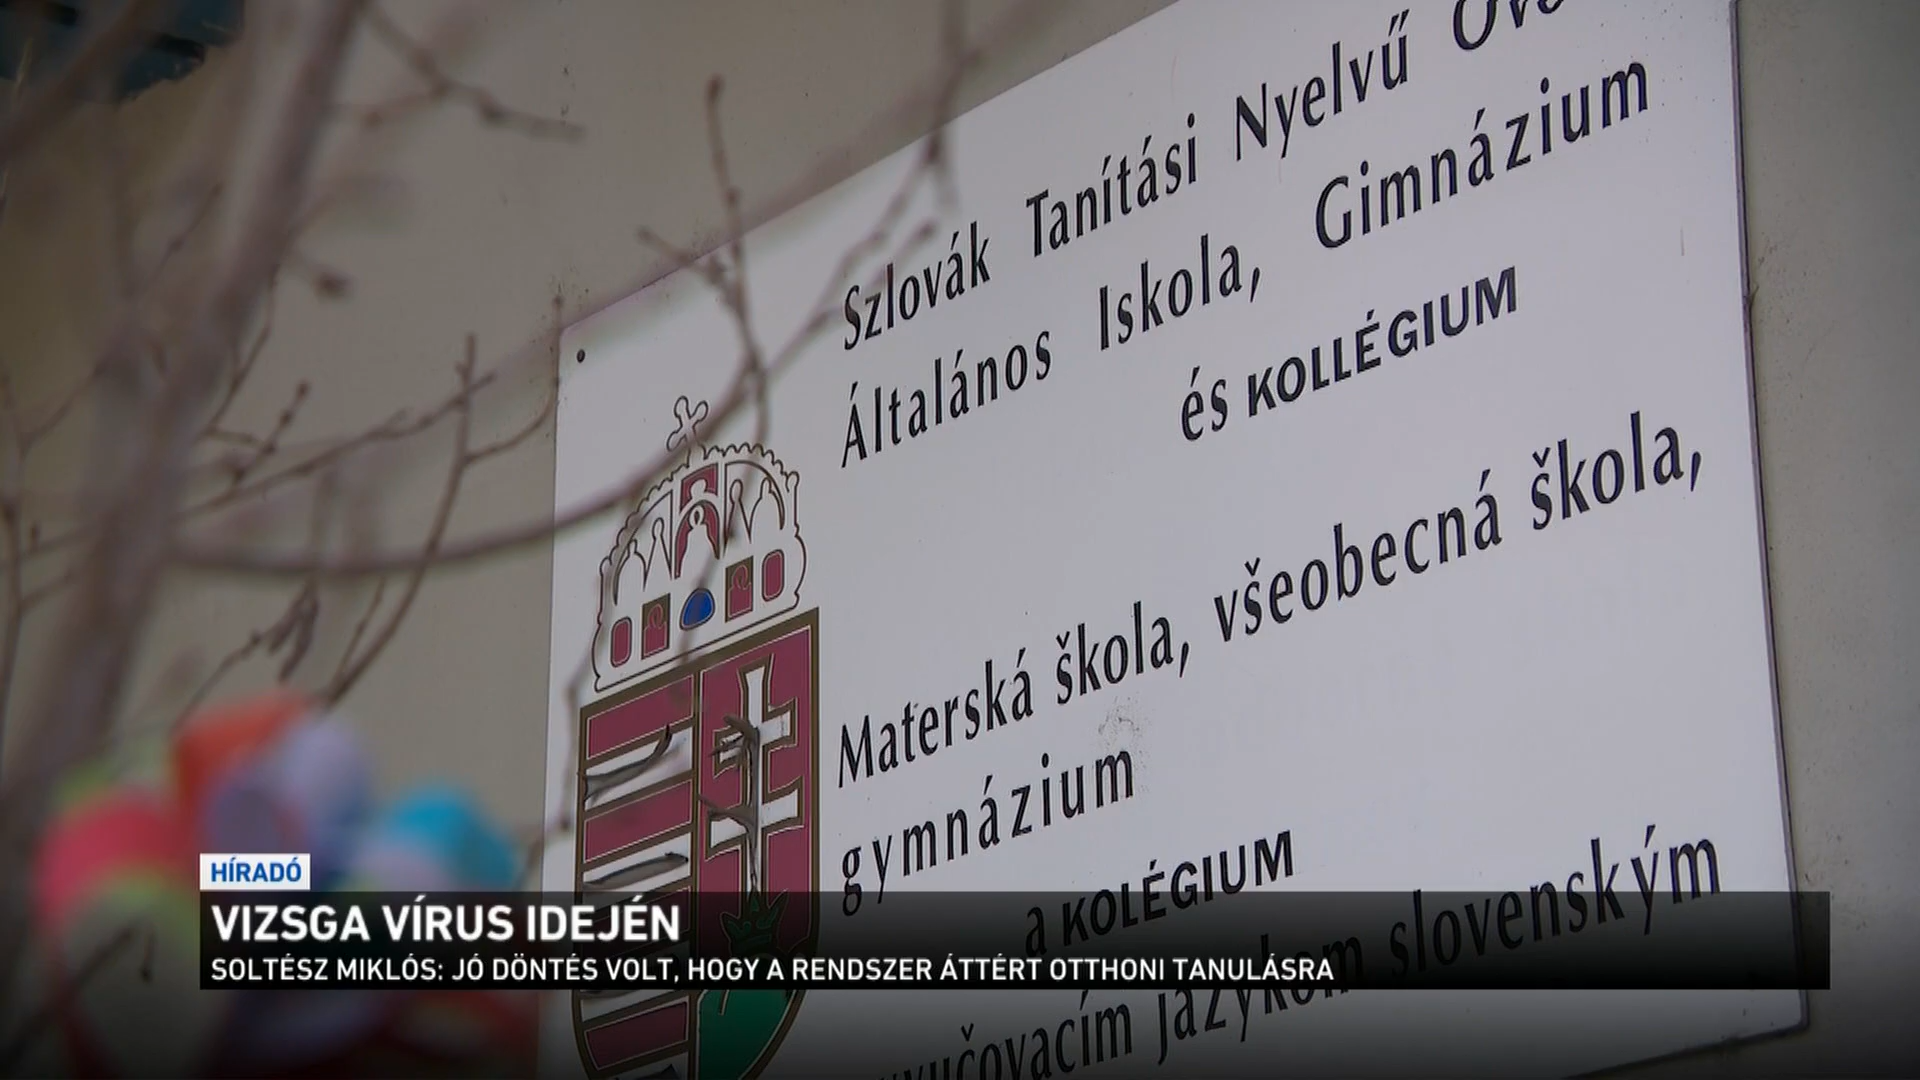 Szlovák Tanítási Nyelvű
Általános Iskola, Gimnázium
és KOLLÉGIUM
Materská škola, všeobecná škola,
gymnázium
a KOLÉGIUM
jazykom slovenským
HÍRADÓ
VIZSGA VÍRUS IDEJÉN
SOLTÉSZ MIKLÓS: JÓ DÖNTÉS VOLT, HOGY A RENDSZER ÁTTÉRT OTTHONI TANULÁSRA